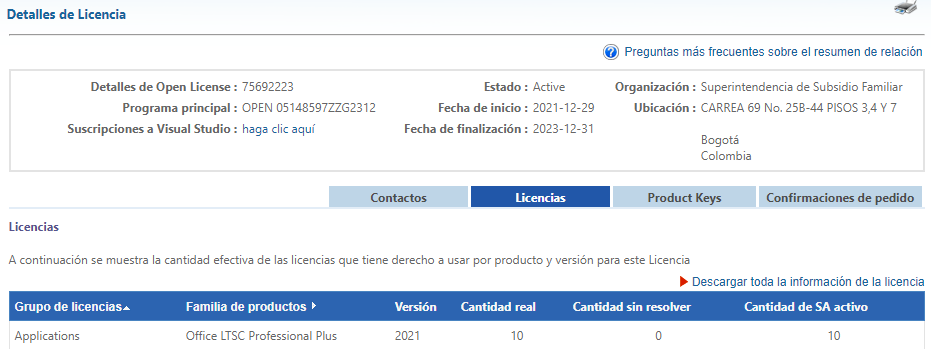 Detalles de Licencia
Preguntas más frecuentes sobre el resumen de relación
Detalles de Open License : 75692223 Estado : Active Organización : Superintendencia de Subsidio Familiar
Programa principal : OPEN 05148597ZZG2312 Fecha de inicio : 2021-12-29 Ubicación : CARREA 69 No. 25B-44 PISOS 3,4 Y 7
Suscripciones a Visual Studio : haga clic aquí Fecha de finalización : 2023-12-31
Bogotá
Colombia
Contactos Licencias Product Keys Confirmaciones de pedido
Licencias
A continuación se muestra la cantidad efectiva de las licencias que tiene derecho a usar por producto y versión para este Licencia
Descargar toda la información de la licencia
Grupo de licencias Familia de productos Versión Cantidad real Cantidad sin resolver Cantidad de SA activo
Applications Office LTSC Professional Plus 2021 10 0 10